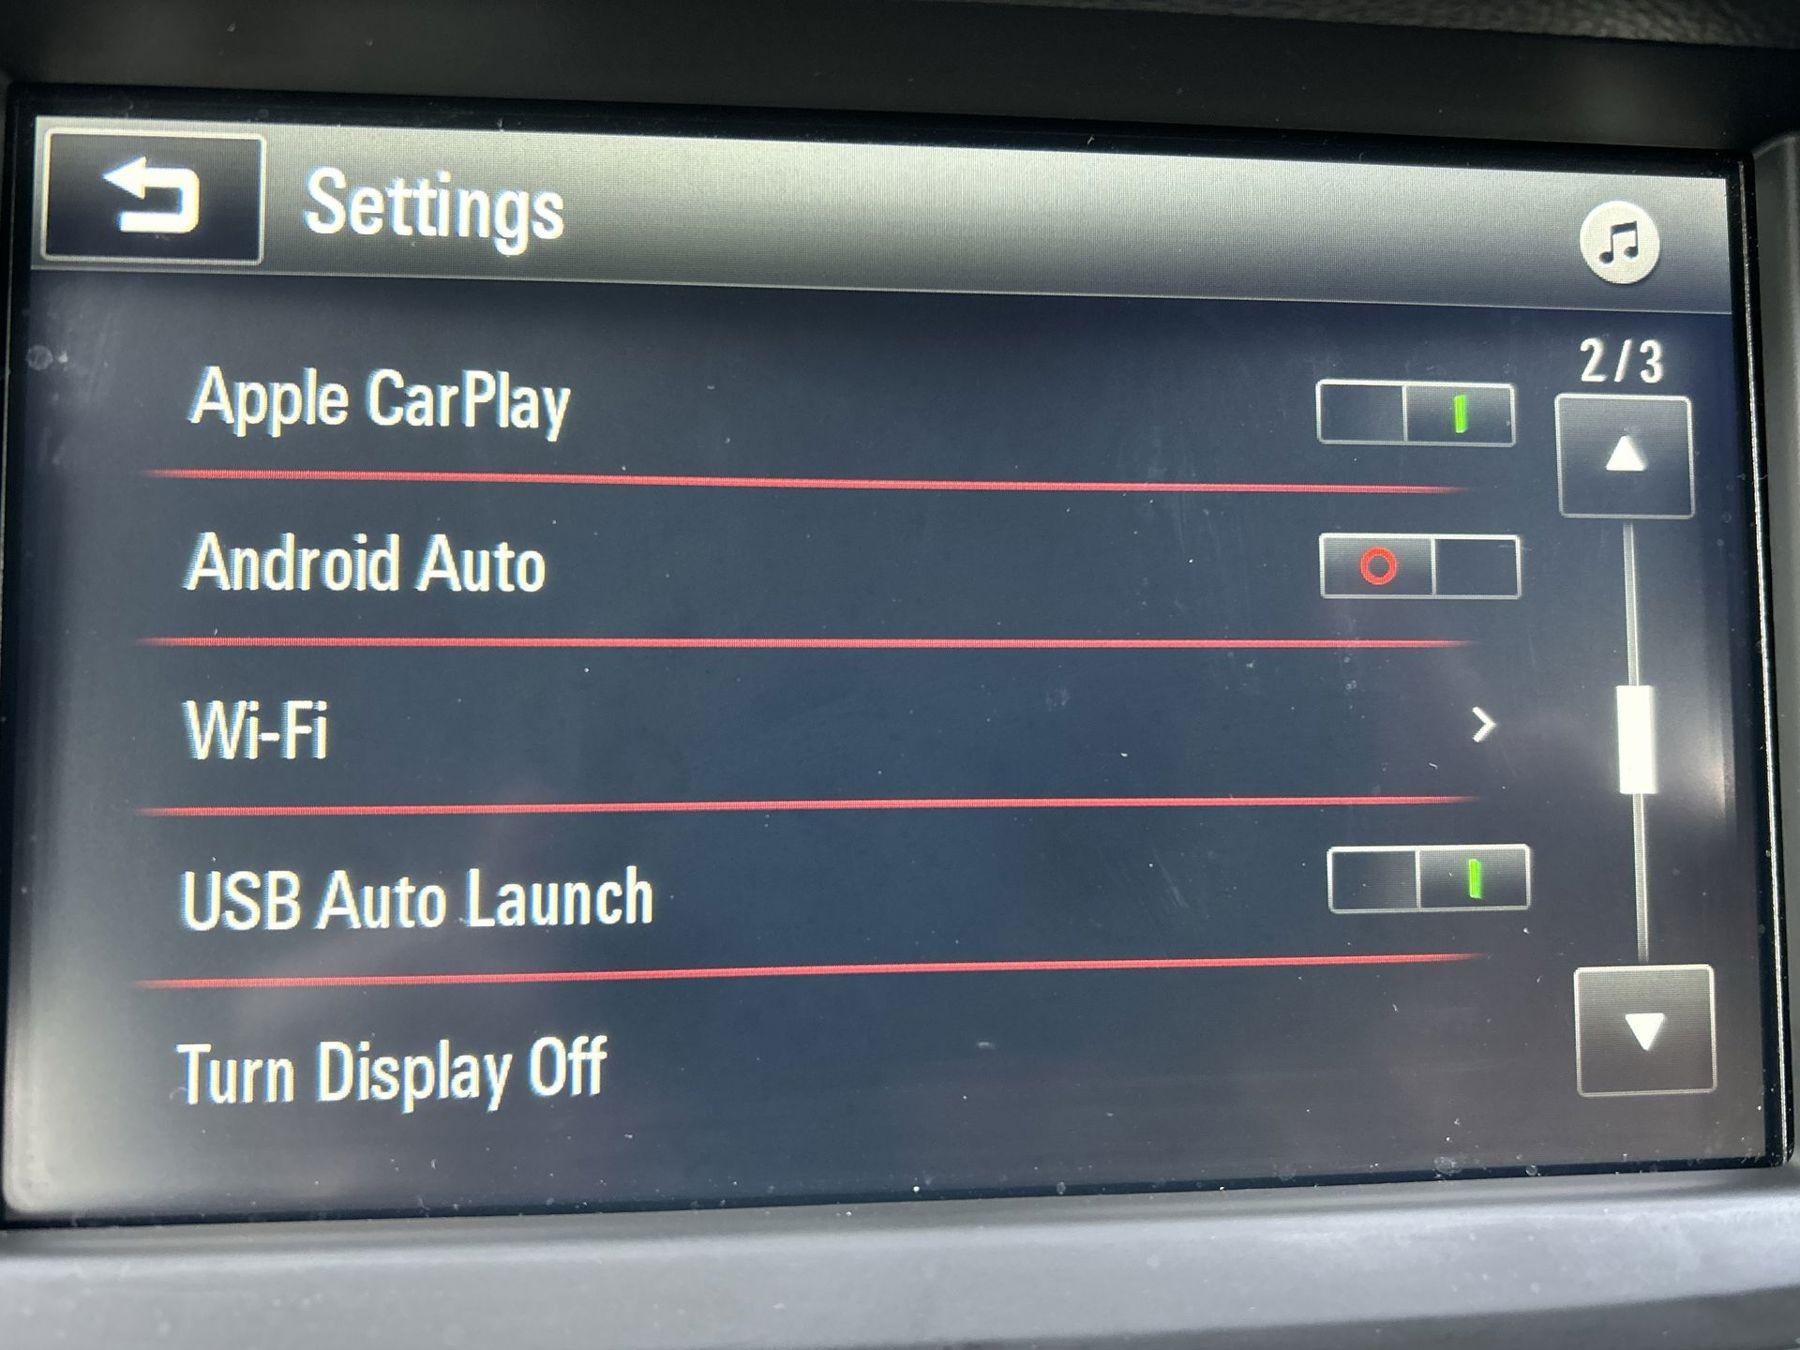 Settings
2/3
Apple CarPlay
Android Auto
Wi-Fi
USB Auto Launch
Turn Display Off